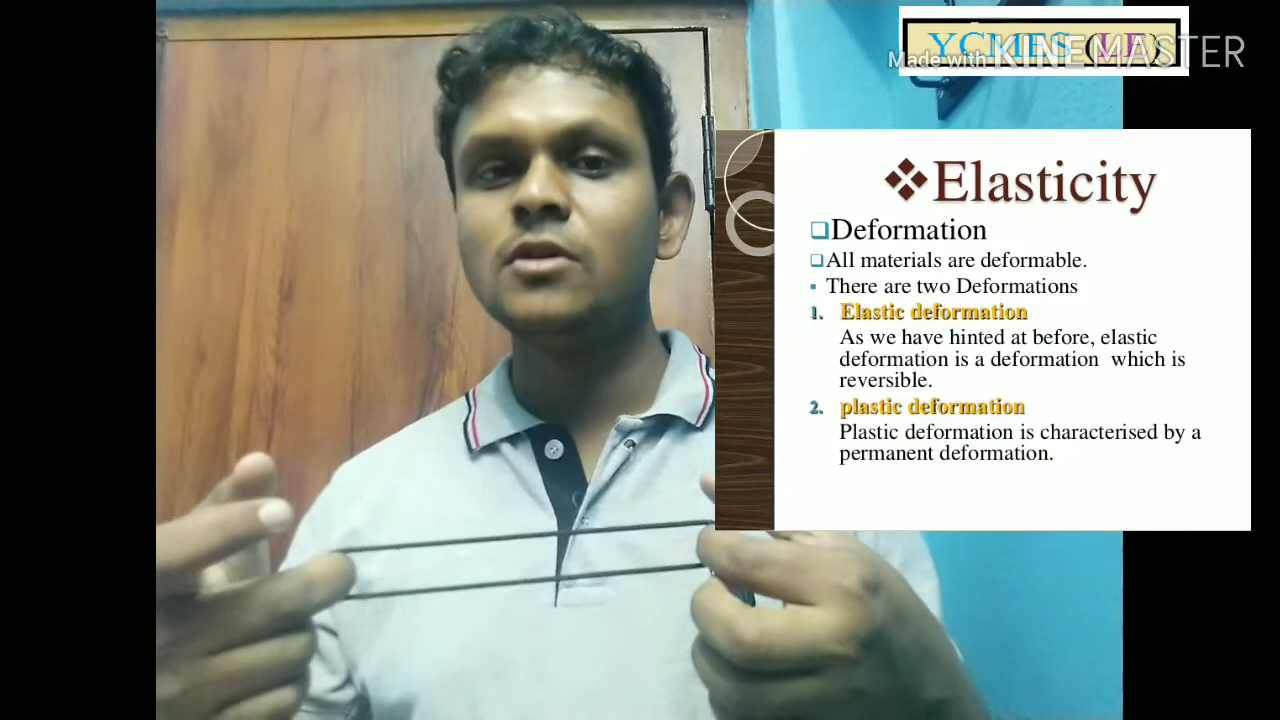 YCMES (LE)
Made with KINEMASTER
❖Elasticity
❑Deformation
❑All materials are deformable.
▪ There are two Deformations
1. Elastic deformation
As we have hinted at before, elastic
deformation is a deformation which is
reversible.
2. plastic deformation
Plastic deformation is characterised by a
permanent deformation.